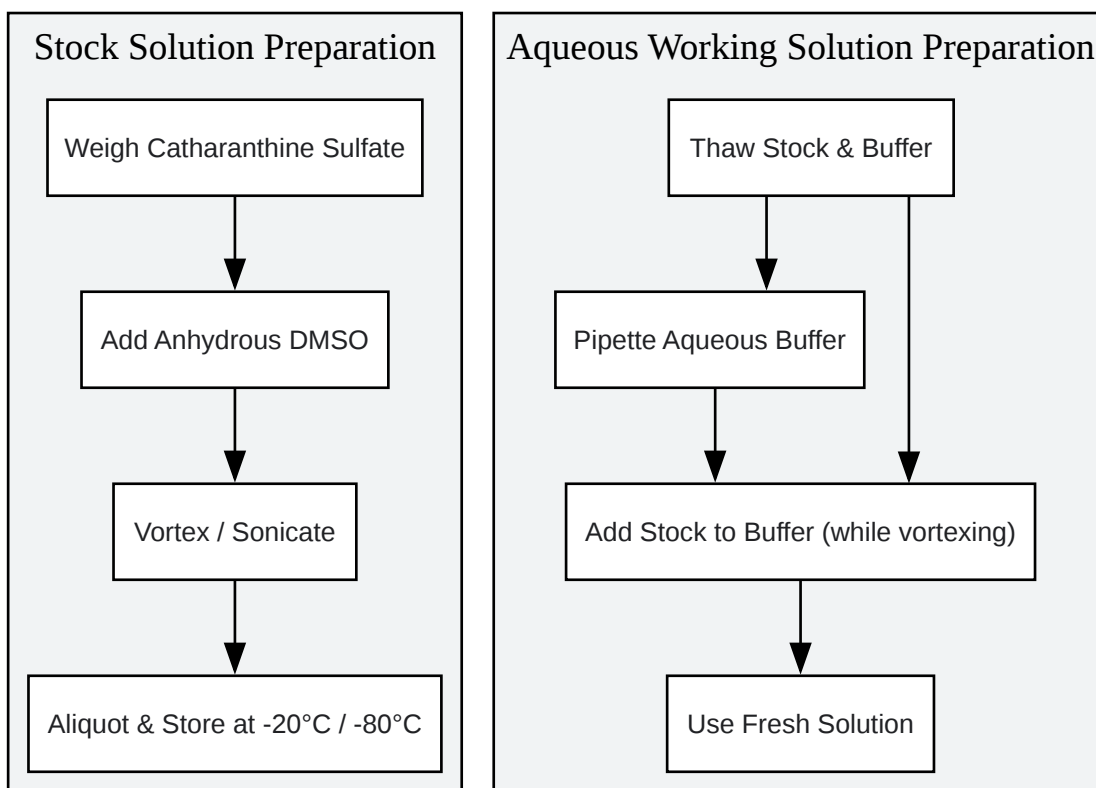 Stock Solution Preparation
Weigh Catharanthine Sulfate
Add Anhydrous DMSO
Vortex / Sonicate
Aliquot & Store at -20°C / -80°C
Aqueous Working Solution Preparation
Thaw Stock & Buffer
Pipette Aqueous Buffer
Add Stock to Buffer (while vortexing)
Use Fresh Solution